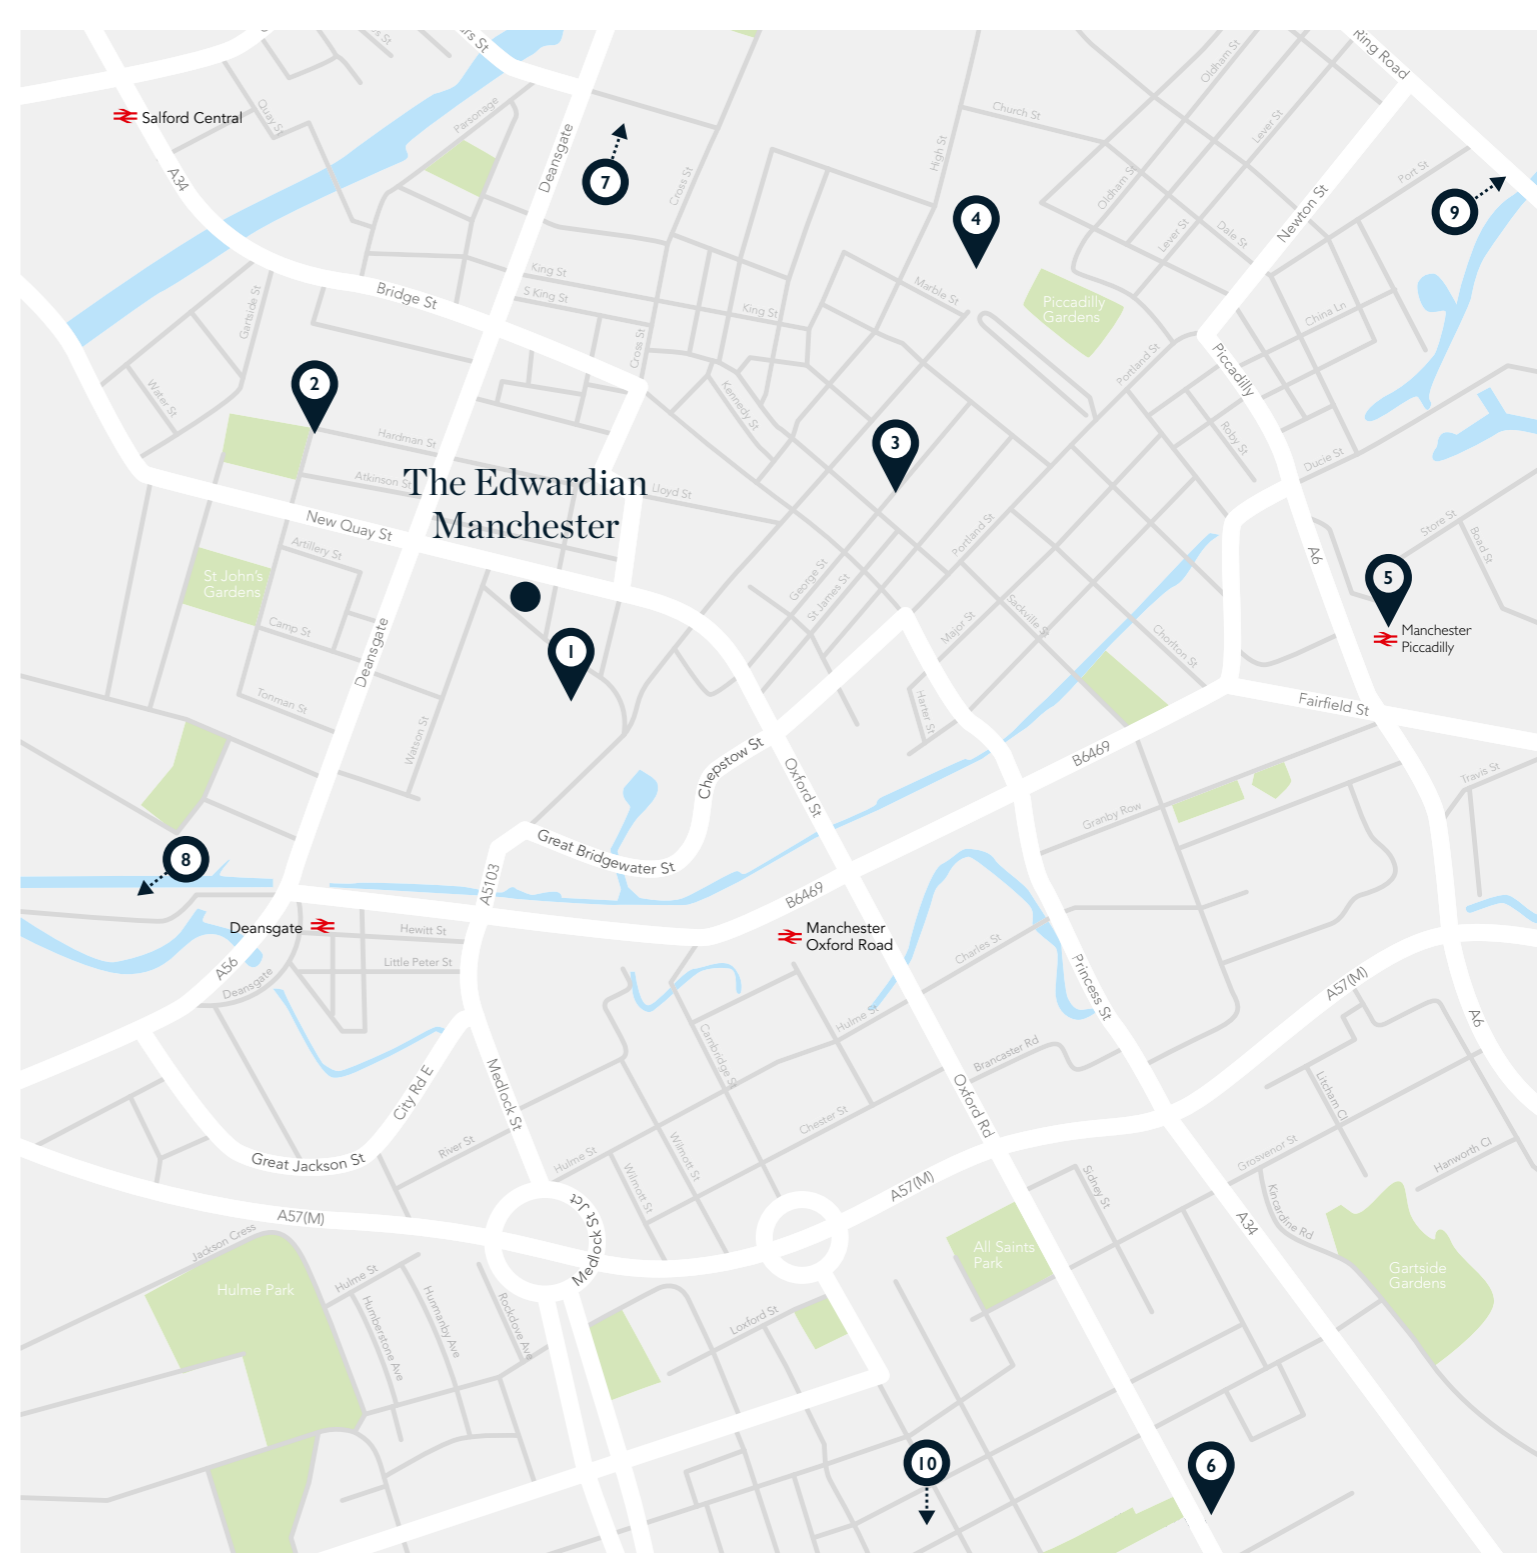 Ring Road
Salford Central
Quay St
Parsonage
Deansgate
A34
7
Cross St
High St
Church St
Oldham St
Lever St
Port St
9
4
Oldham St
Lever St
Dale St
Newton St
King St
S King St
Bridge St
Gartside St
Marble St
Piccadilly
Gardens
King St
Cross St
China Ln
Portland St
Piccadilly
Water St
2
Kennedy St
Hardman St
3
Roby St
Ducie St
Atkinson St
The Edwardian
Manchester
Lloyd St
New Quay St
Artillery St
Portland St
Store St
Board St
A6
St John's
Gardens
George St
St James St
5
Camp St
Deansgate
Major St
Sackville St
Chorlton St
Manchester
Piccadilly
1
Tonman St
Watson St
Harter St
Fairfield St
Chepstow St
Oxford St
B6469
Travis St
Granby Row
8
Great Bridgewater St
A5103
B6469
Deansgate
Hewitt St
Manchester
Oxford Road
Charles St
Little Peter St
A56
Deansgate
Princess St
A57(M)
A6
Hulme St
Cambridge St
Brancaster Rd
City Rd E
Medlock St
Oxford Rd
Litcham Cl
Chester St
River St
Great Jackson St
Hulme St
Wilmott St
Wilmott St
Grosvenor St
Hanworth Cl
A57(M)
Sidney St
Kincardine Rd
A57(M)
Medlock St Jct
A34
Jackson Cress
All Saints
Park
Gartside
Gardens
Hulme Park
Hulme St
Humberstone Ave
Hunmanby Ave
Rockdove Ave
Loxford St
10
6